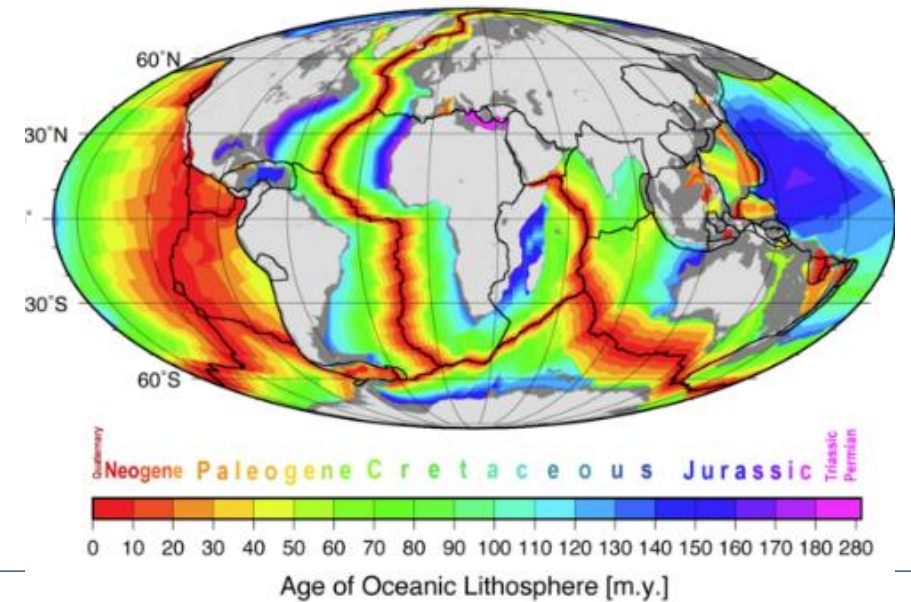 60°N
30°N
°
30°S
60°S
Quaternary Neogene Paleogene Cretaceous Jurassic Triassic Permian
0 10 20 30 40 50 60 70 80 90 100 110 120 130 140 150 160 170 180 280
Age of Oceanic Lithosphere [m.y.]